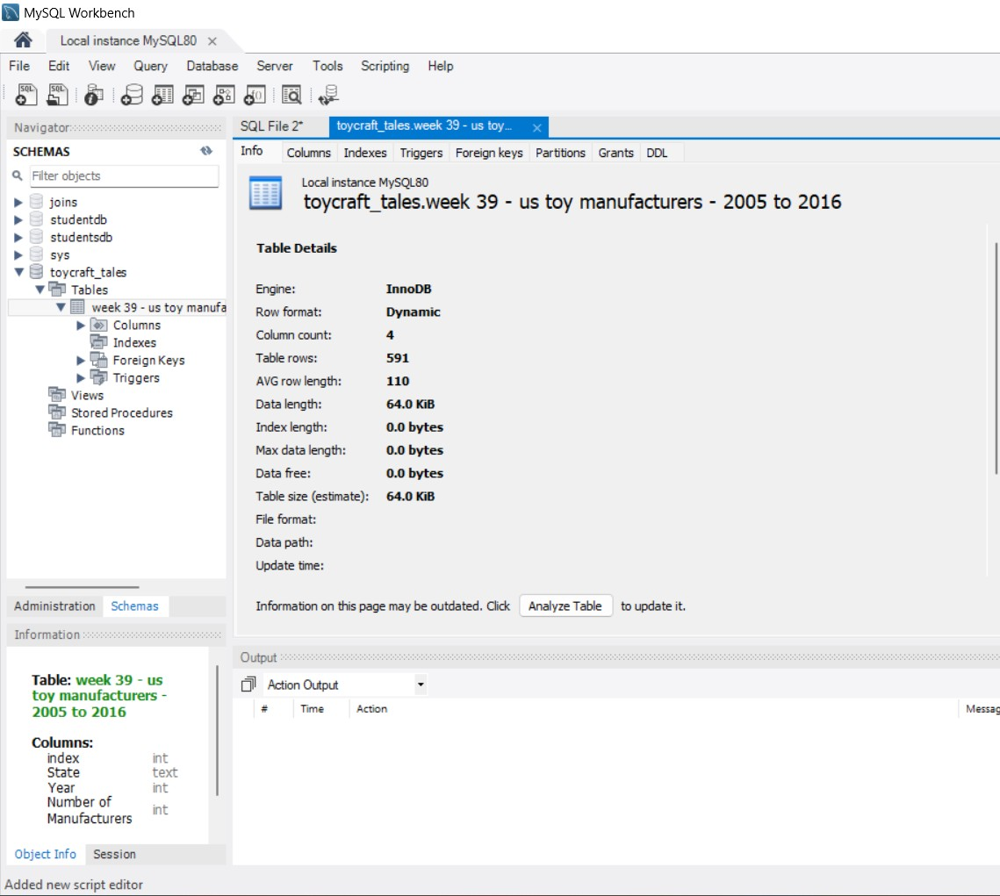 MySQL Workbench
Local instance MySQL80
File Edit View Query Database Server Tools Scripting Help
SQL SQL
Navigator
SCHEMAS
Filter objects
joins
studentdb
studentsdb
sys
toycraft_tales
Tables
week 39 - us toy manufa
Columns
Indexes
Foreign Keys
Triggers
Views
Stored Procedures
Functions
Administration Schemas
Information
Table: week 39 - us
toy manufacturers -
2005 to 2016
Columns:
index int
State text
Year int
Number of
Manufacturers int
Object Info Session
SQL File 2* toycraft_tales.week 39 - us toy...
Info Columns Indexes Triggers Foreign keys Partitions Grants DDL
Local instance MySQL80
toycraft_tales.week 39 - us toy manufacturers - 2005 to 2016
Table Details
Engine: InnoDB
Row format: Dynamic
Column count: 4
Table rows: 591
AVG row length: 110
Data length: 64.0 KiB
Index length: 0.0 bytes
Max data length: 0.0 bytes
Data free: 0.0 bytes
Table size (estimate): 64.0 KiB
File format:
Data path:
Update time:
Information on this page may be outdated. Click Analyze Table to update it.
Output
Action Output
# Time Action Messag
Added new script editor